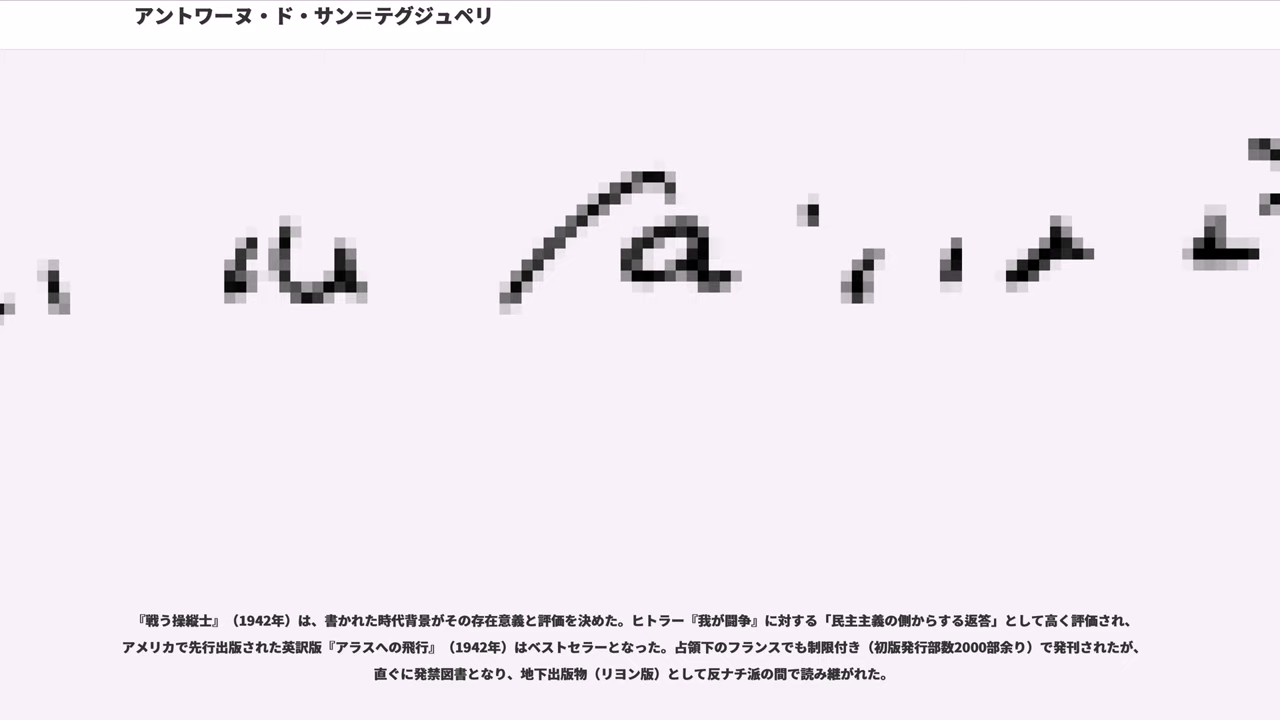 アントワーヌ・ド・サン＝テグジュペリ
『戦う操縦士』（1942年）は、書かれた時代背景がその存在意義と評価を決めた。ヒトラー『我が闘争』に対する「民主主義の側からする返答」として高く評価され、
アメリカで先行出版された英訳版『アラスへの飛行』（1942年）はベストセラーとなった。占領下のフランスでも制限付き（初版発行部数2000部余り）で発刊されたが、
直ぐに発禁図書となり、地下出版物（リヨン版）として反ナチ派の間で読み継がれた。